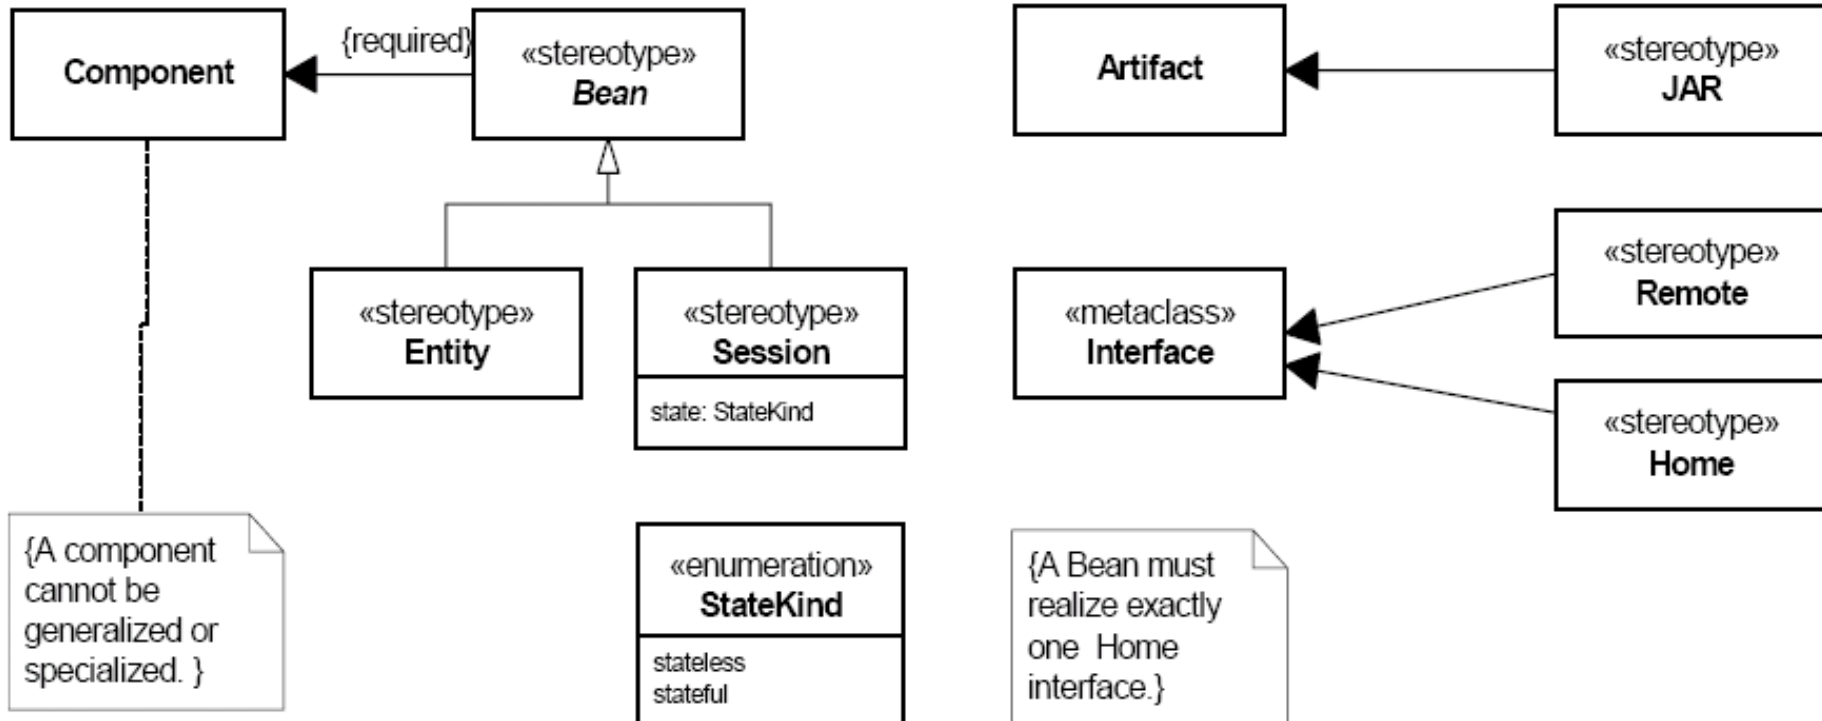 Component
{required}
«stereotype»
Bean
Artifact
«stereotype»
JAR
«stereotype»
Entity
«stereotype»
Session
state: StateKind
«metaclass»
Interface
«stereotype»
Remote
«stereotype»
Home
{A component
cannot be
generalized or
specialized. }
«enumeration»
StateKind
stateless
stateful
{A Bean must
realize exactly
one Home
interface.}